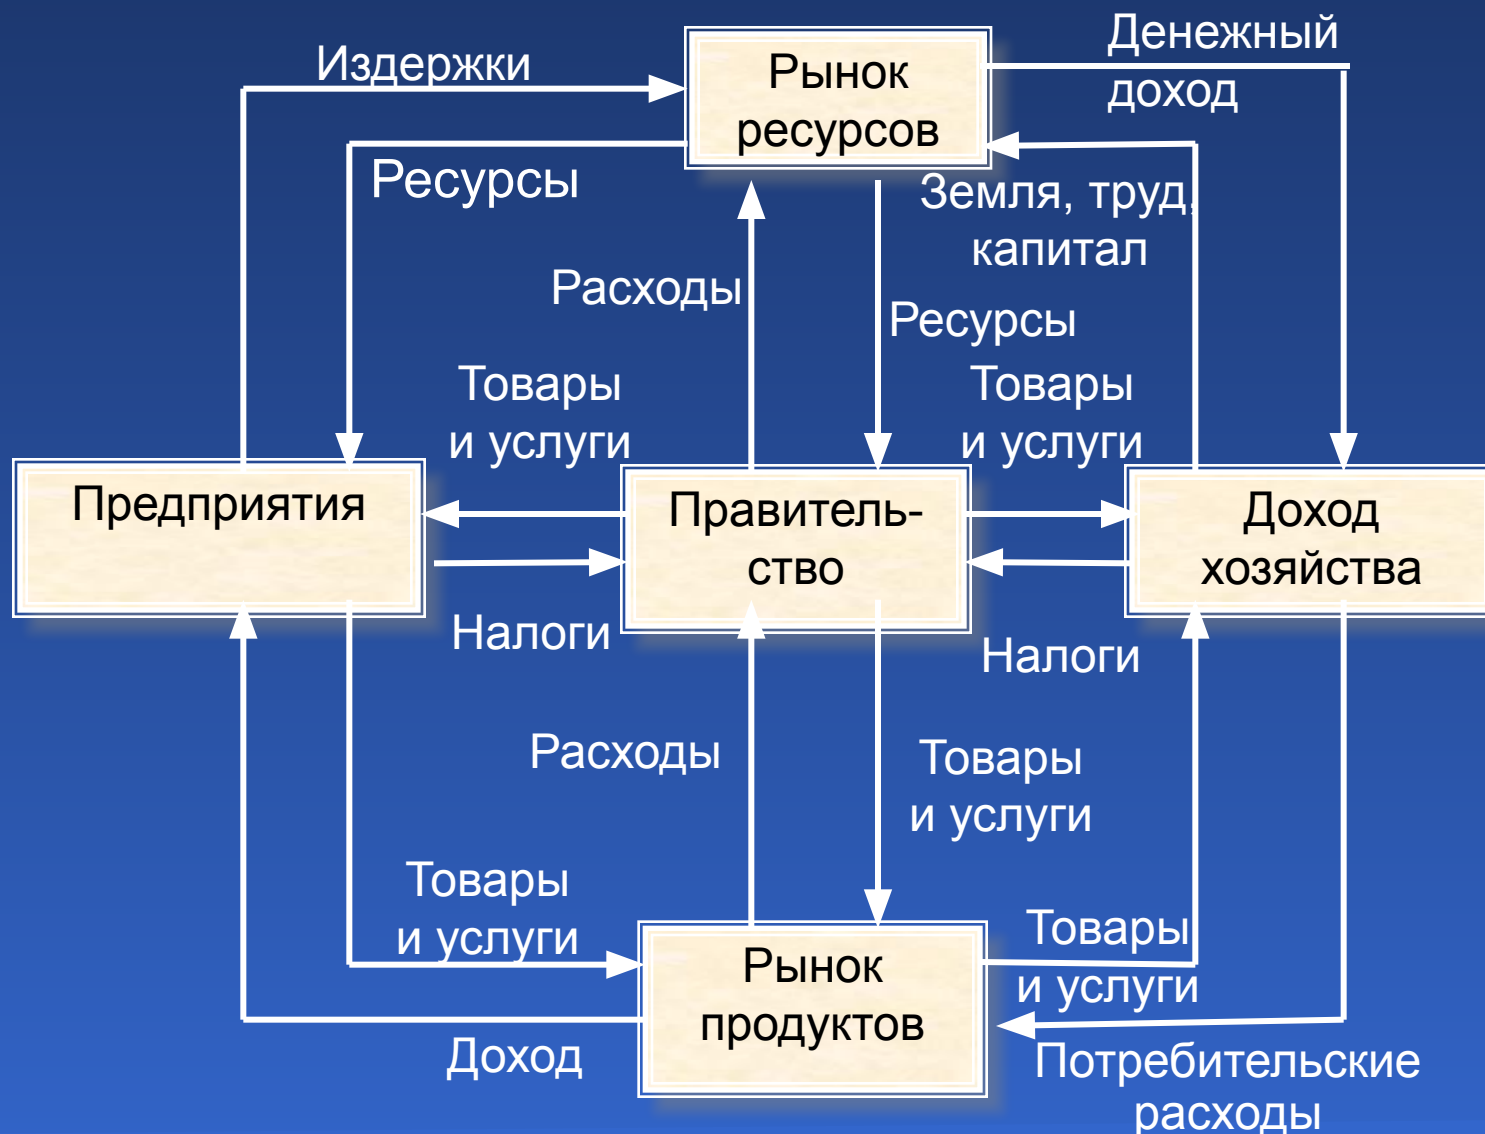 Издержки
Рынок
ресурсов
Денежный
доход
Ресурсы
Земля, труд,
капитал
Расходы
Ресурсы
Товары
и услуги
Товары
и услуги
Предприятия
Правитель-
ство
Доход
хозяйства
Налоги
Налоги
Расходы
Товары
и услуги
Товары
и услуги
Рынок
продуктов
Товары
и услуги
Доход
Потребительские
расходы